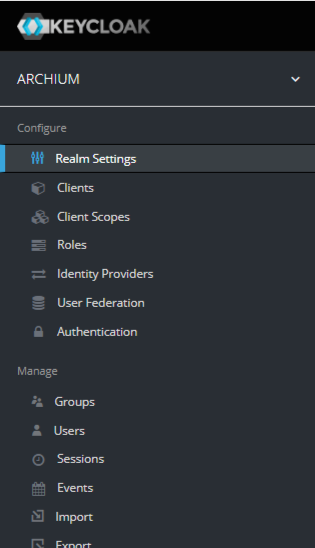 KEYCLOAK
ARCHIUM
Configure
Realm Settings
Clients
Client Scopes
Roles
Identity Providers
User Federation
Authentication
Manage
Groups
Users
Sessions
Events
Import
Export